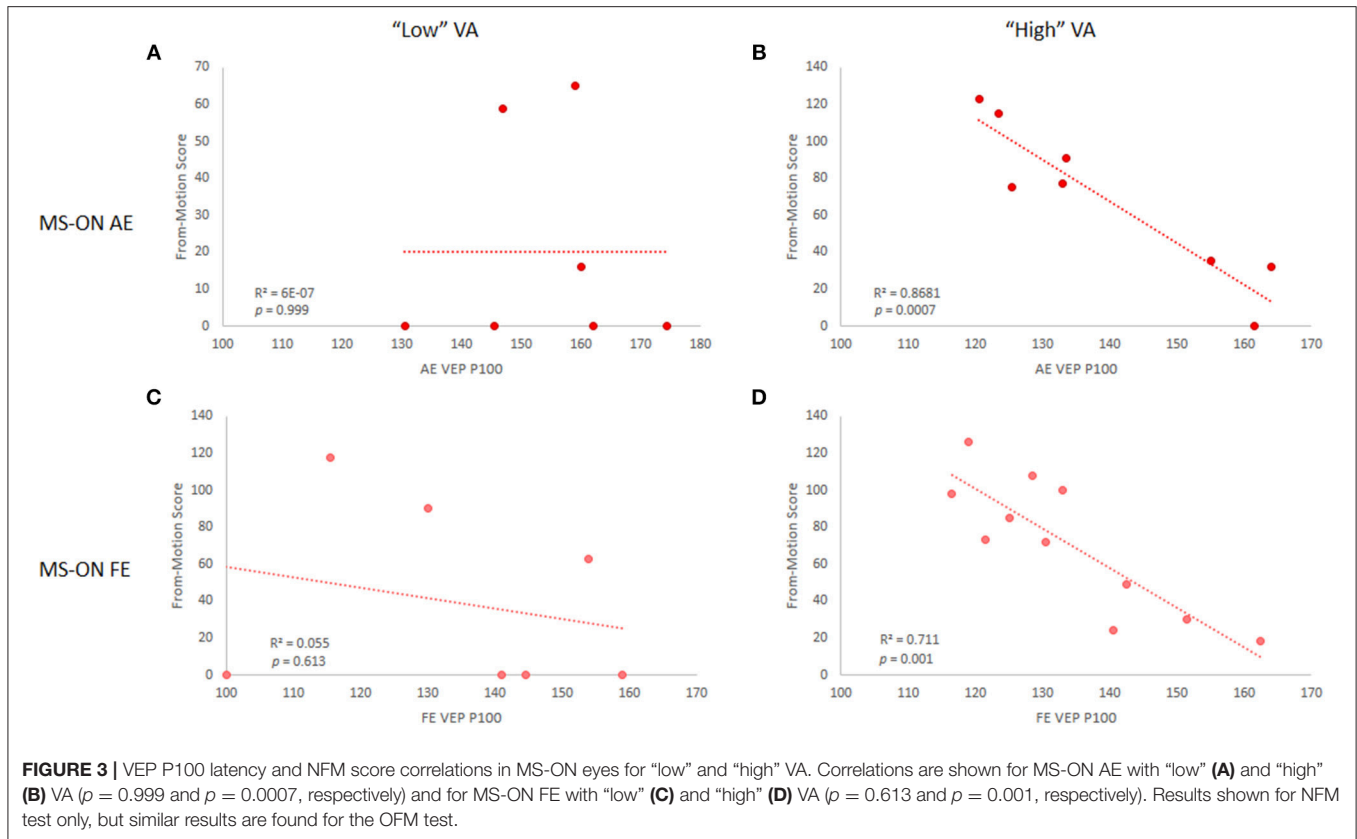 "Low" VA
"High" VA
MS-ON AE
A
From-Motion Score
70
60
50
40
30
20
10
0
R² = 6E-07
p = 0.999
100 110 120 130 140 150 160 170 180
AE VEP P100
B
From-Motion Score
140
120
100
80
60
40
20
0
R² = 0.8681
p = 0.0007
100 110 120 130 140 150 160 170
AE VEP P100
MS-ON FE
C
From-Motion Score
140
120
100
80
60
40
20
0
R² = 0.055
p = 0.613
100 110 120 130 140 150 160 170
FE VEP P100
D
From-Motion Score
140
120
100
80
60
40
20
0
R² = 0.711
p = 0.001
100 110 120 130 140 150 160 170
FE VEP P100
FIGURE 3 | VEP P100 latency and NFM score correlations in MS-ON eyes for "low" and "high" VA. Correlations are shown for MS-ON AE with "low" (A) and "high"
(B) VA (p = 0.999 and p = 0.0007, respectively) and for MS-ON FE with "low" (C) and "high" (D) VA (p = 0.613 and p = 0.001, respectively). Results shown for NFM
test only, but similar results are found for the OFM test.